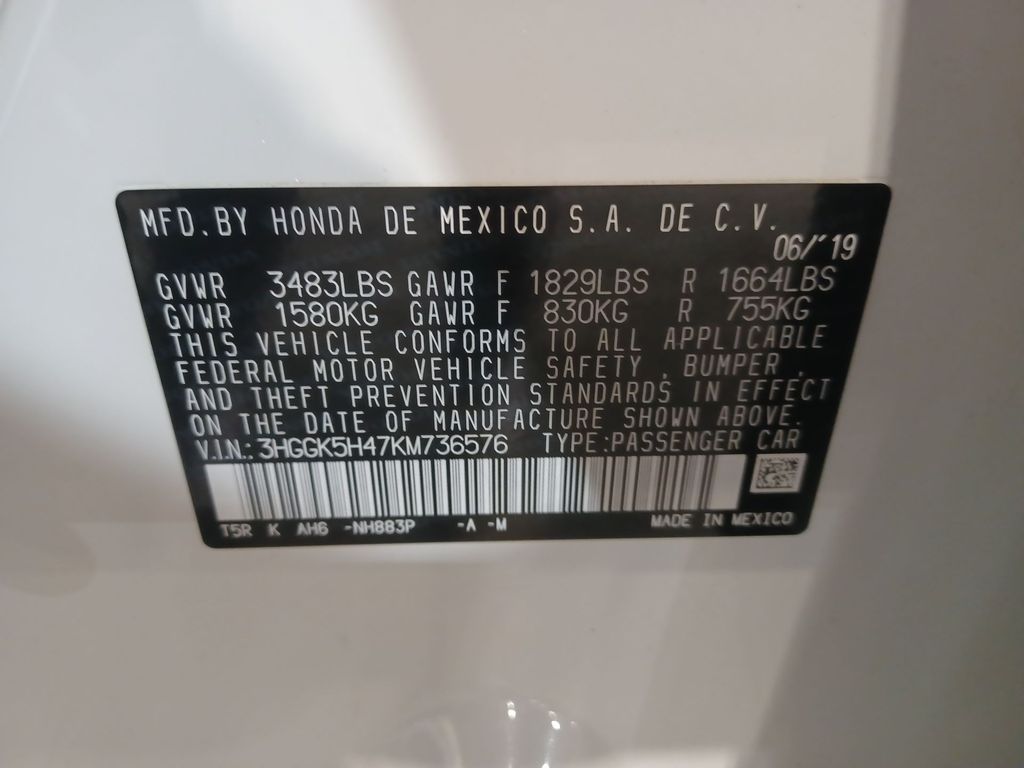 MFD.BY HONDA DE MEXICO S.A. DE C.V.
06/'19
GVWR 3483LBS GAWR F 1829LBS R 1664LBS
GVWR 1580KG GAWR F 830KG R 755KG
THIS VEHICLE CONFORMS TO ALL APPLICABLE
FEDERAL MOTOR VEHICLE SAFETY , BUMPER ,
AND THEFT PREVENTION STANDARDS IN EFFECT
ON THE DATE OF MANUFACTURE SHOWN ABOVE.
V.I.N.: 3HGGK5H47KM736576 TYPE:PASSENGER CAR
T5R K AH6 -NH883P -A -M MADE IN MEXICO